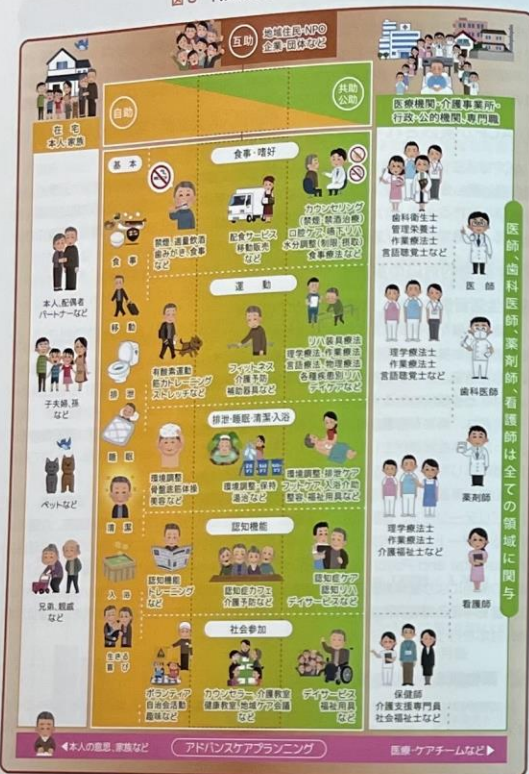 互助
地域住民・NPO
企業・団体など
自助
共助
公助
在宅
本人、家族
医療機関・介護事業所・
行政・公的機関、専門職
基本
食事
移動
排泄
睡眠
清潔
入浴
生きる
喜び
本人、配偶者
パートナーなど
子夫婦、孫
など
ペットなど
兄弟、親戚
など
食事・嗜好
禁煙 適量飲酒
歯みがき 食事
など
配食サービス
移動販売
など
カウンセリング
(禁煙 禁酒治療)
口腔ケア 嚥下リハ
水分調整(制限 摂取)
食事療法など
運動
有酸素運動
筋力トレーニング
ストレッチなど
フィットネス
介護予防
補助器具など
リハ 装具療法
理学療法 作業療法
言語療法 物理療法
各種疾患別リハ
デイケアなど
排泄・睡眠・清潔・入浴
環境調整
骨盤底筋体操
美容など
環境調整 保持
湯治など
環境調整 排泄ケア
フットケア 入浴介助
整容 福祉用具など
認知機能
認知機能
トレーニング
など
認知症カフェ
介護予防など
認知症ケア
認知リハ
デイサービスなど
社会参加
ボランティア
自治会活動
趣味など
カウンセラー 介護教室
健康教室 地域ケア会議
など
デイサービス
福祉用具
など
歯科衛生士
管理栄養士
作業療法士
言語聴覚士など
理学療法士
作業療法士
言語聴覚士など
理学療法士
作業療法士
介護福祉士など
保健師
介護支援専門員
社会福祉士など
医師
歯科医師
薬剤師
看護師
医師、歯科医師、薬剤師、看護師は全ての領域に関与
◀本人の意思、家族など
アドバンスケアプランニング
医療・ケアチームなど▶